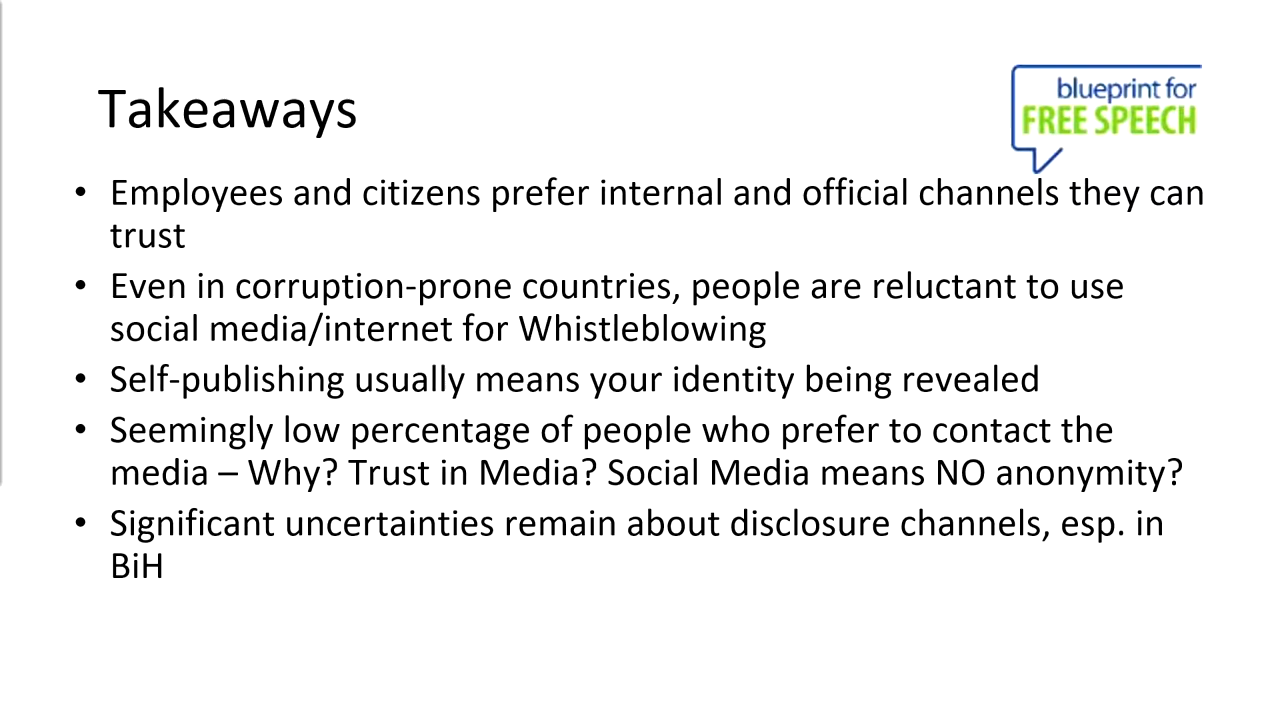 Takeaways
blueprint for
FREE SPEECH
• Employees and citizens prefer internal and official channels they can
trust
• Even in corruption-prone countries, people are reluctant to use
social media/internet for Whistleblowing
• Self-publishing usually means your identity being revealed
• Seemingly low percentage of people who prefer to contact the
media – Why? Trust in Media? Social Media means NO anonymity?
• Significant uncertainties remain about disclosure channels, esp. in
BiH